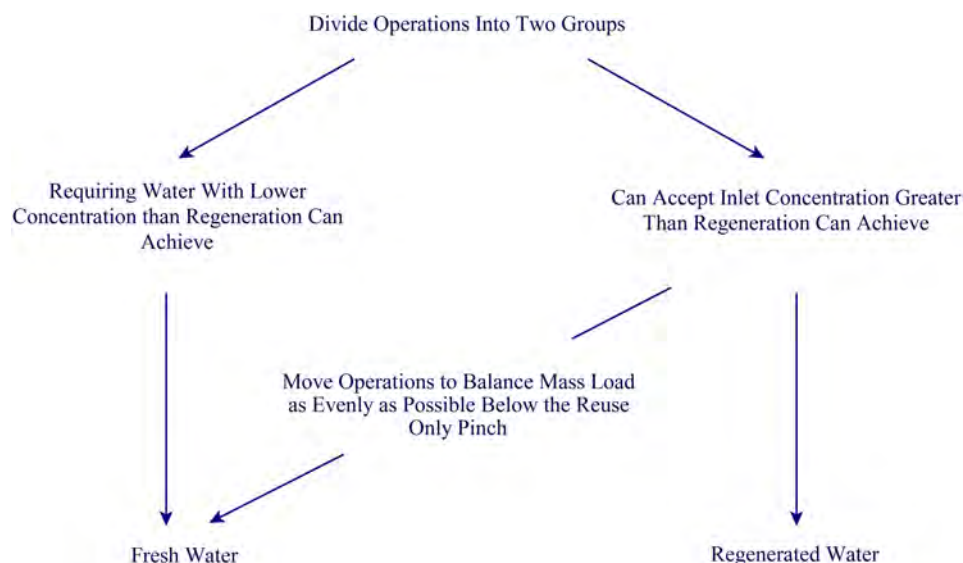 Divide Operations Into Two Groups
Requiring Water With Lower
Concentration than Regeneration Can
Achieve
Can Accept Inlet Concentration Greater
Than Regeneration Can Achieve
Move Operations to Balance Mass Load
as Evenly as Possible Below the Reuse
Only Pinch
Fresh Water
Regenerated Water